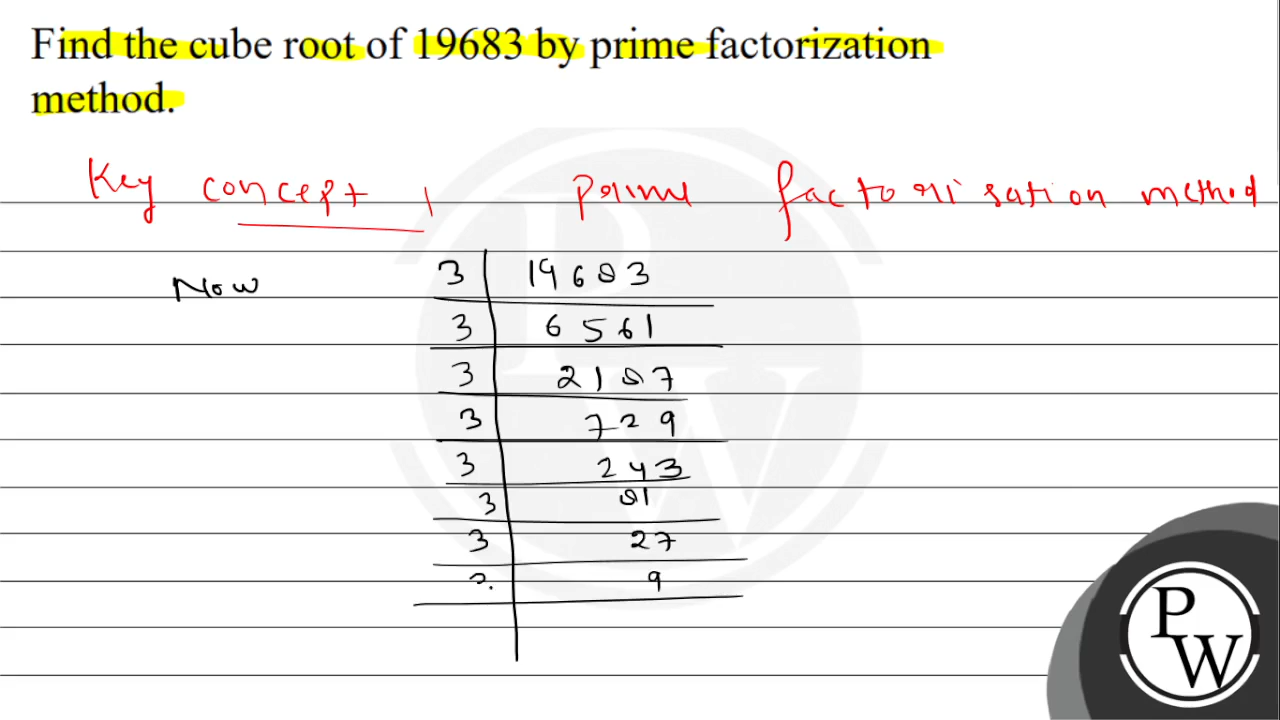 Find the cube root of 19683 by prime factorization
method.
Key concept Prime factorisation method
Now 3 19683
3 6561
3 2187
3 729
3 243
3 81
3 27
3 9
P
W